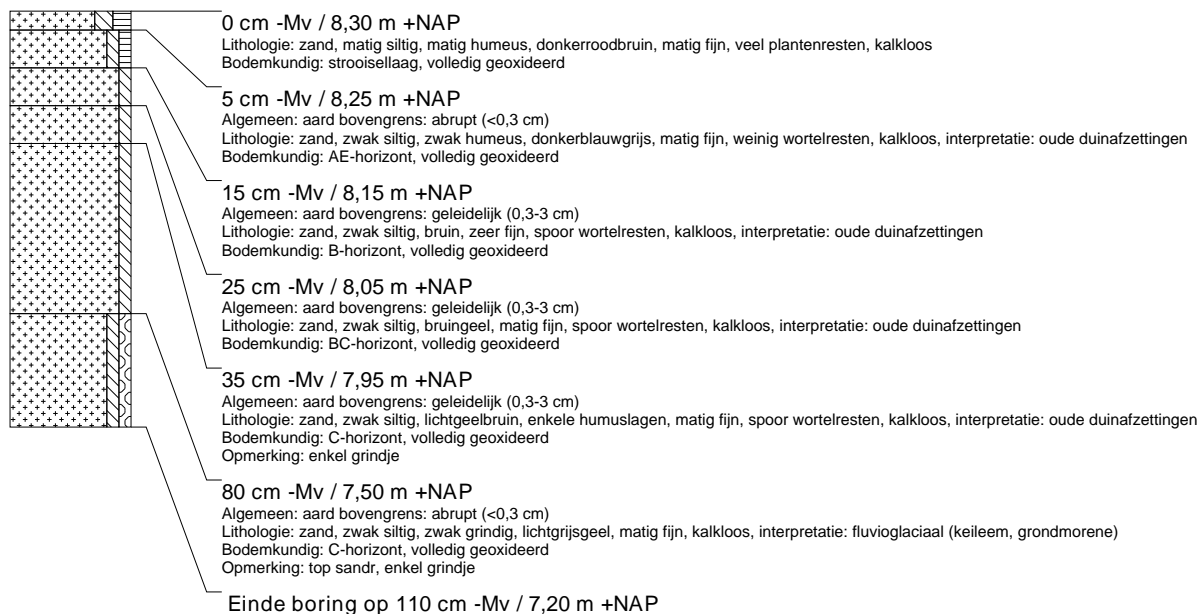 0 cm -Mv / 8,30 m +NAP
Lithologie: zand, matig siltig, matig humeus, donkerroodbruin, matig fijn, veel plantenresten, kalkloos
Bodemkundig: strooisellaag, volledig geoxideerd
5 cm -Mv / 8,25 m +NAP
Algemeen: aard bovengrens: abrupt (<0,3 cm)
Lithologie: zand, zwak siltig, zwak humeus, donkerblauwgrijs, matig fijn, weinig wortelresten, kalkloos, interpretatie: oude duinafzettingen
Bodemkundig: AE-horizont, volledig geoxideerd
15 cm -Mv / 8,15 m +NAP
Algemeen: aard bovengrens: geleidelijk (0,3-3 cm)
Lithologie: zand, zwak siltig, bruin, zeer fijn, spoor wortelresten, kalkloos, interpretatie: oude duinafzettingen
Bodemkundig: B-horizont, volledig geoxideerd
25 cm -Mv / 8,05 m +NAP
Algemeen: aard bovengrens: geleidelijk (0,3-3 cm)
Lithologie: zand, zwak siltig, bruingeel, matig fijn, spoor wortelresten, kalkloos, interpretatie: oude duinafzettingen
Bodemkundig: BC-horizont, volledig geoxideerd
35 cm -Mv / 7,95 m +NAP
Algemeen: aard bovengrens: geleidelijk (0,3-3 cm)
Lithologie: zand, zwak siltig, lichtgeelbruin, enkele humuslagen, matig fijn, spoor wortelresten, kalkloos, interpretatie: oude duinafzettingen
Bodemkundig: C-horizont, volledig geoxideerd
Opmerking: enkel grindje
80 cm -Mv / 7,50 m +NAP
Algemeen: aard bovengrens: abrupt (<0,3 cm)
Lithologie: zand, zwak siltig, zwak grindig, lichtgrijsgeel, matig fijn, kalkloos, interpretatie: fluvioglaciaal (keileem, grondmorene)
Bodemkundig: C-horizont, volledig geoxideerd
Opmerking: top sandr, enkel grindje
Einde boring op 110 cm -Mv / 7,20 m +NAP